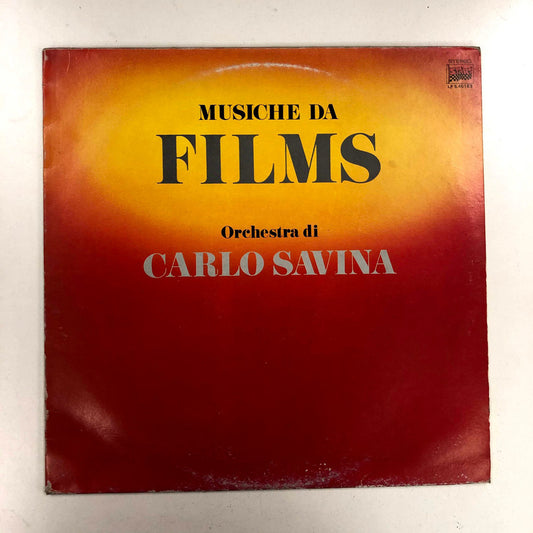 STEREO
MUSICHE DA
FILMS
Orchestra di
CARLO SAVINA